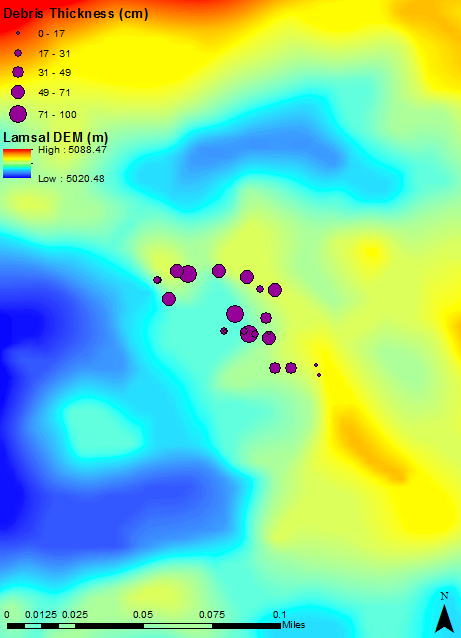 Debris Thickness (cm)
0 - 17
17 - 31
31 - 49
49 - 71
71 - 100
Lamsal DEM (m)
High : 5088.47
Low : 5020.48
N
0 0.0125 0.025 0.05 0.075 0.1
Miles